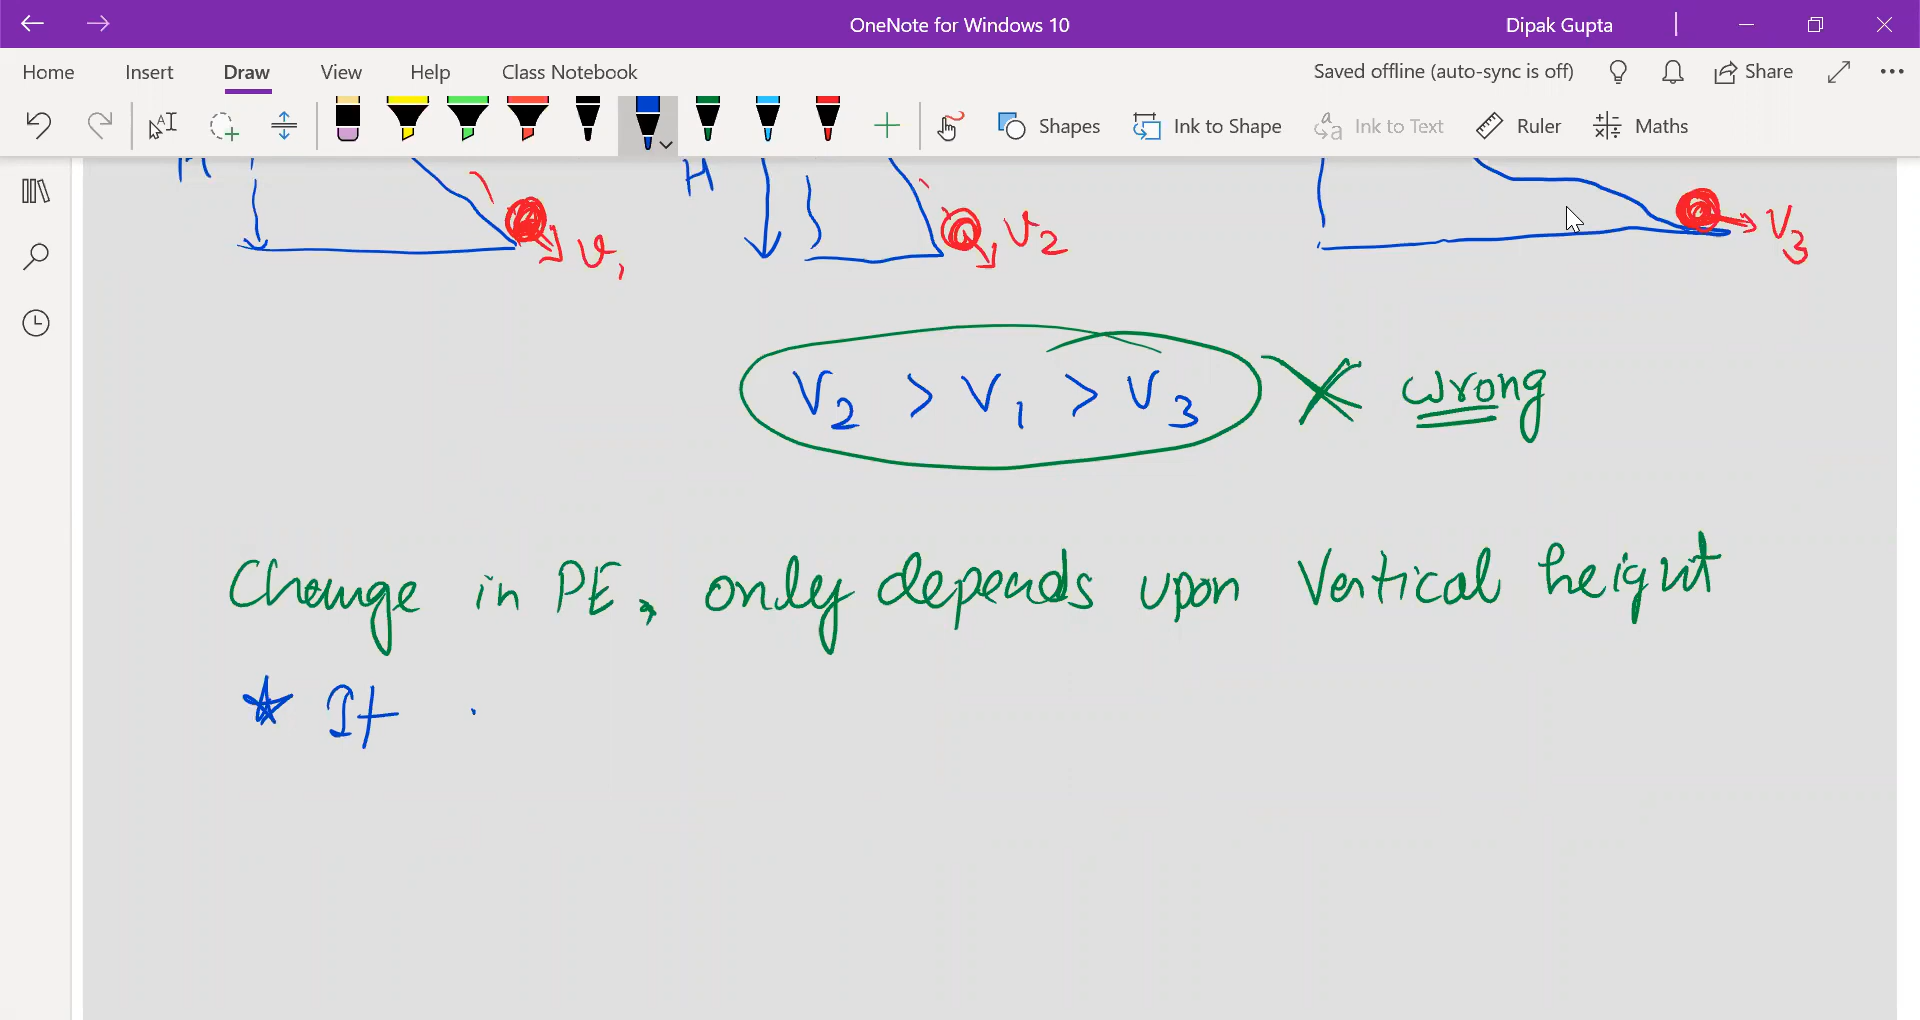 OneNote for Windows 10
Dipak Gupta
Home Insert Draw View Help Class Notebook
Saved offline (auto-sync is off) Share
Shapes Ink to Shape Ink to Text Ruler Maths
H H
v1 V2 V3
V2 > V1 > V3 X wrong
Change in PE, only depends upon Vertical height
* It